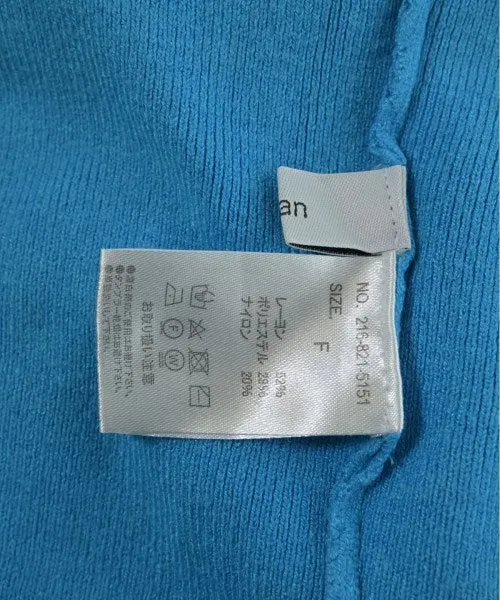 an
NO. 216-821-5151
SIZE. F
レーヨン 52%
ポリエステル 28%
ナイロン 20%
お取り扱い注意
F
W